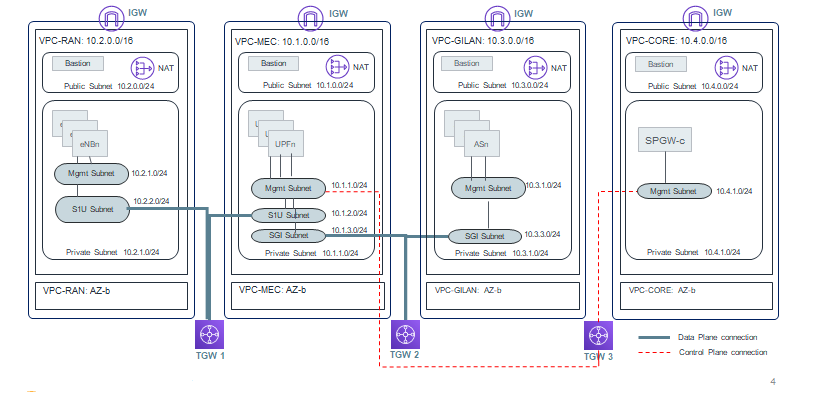 IGW
IGW
IGW
IGW
VPC-RAN: 10.2.0.0/16
Bastion
NAT
Public Subnet 10.2.0.0/24
eNBn
Mgmt Subnet
10.2.1.0/24
10.2.2.0/24
S1U Subnet
Private Subnet 10.2.1.0/24
VPC-RAN: AZ-b
VPC-MEC: 10.1.0.0/16
Bastion
NAT
Public Subnet 10.1.0.0/24
UPFn
Mgmt Subnet
10.1.1.0/24
S1U Subnet
10.1.2.0/24
SGI Subnet
10.1.3.0/24
Private Subnet 10.1.1.0/24
VPC-MEC: AZ-b
VPC-GILAN: 10.3.0.0/16
Bastion
NAT
Public Subnet 10.3.0.0/24
ASn
Mgmt Subnet
10.3.1.0/24
SGI Subnet
10.3.3.0/24
Private Subnet 10.3.1.0/24
VPC-GILAN: AZ-b
VPC-CORE: 10.4.0.0/16
Bastion
NAT
Public Subnet 10.4.0.0/24
SPGW-c
Mgmt Subnet
10.4.1.0/24
Private Subnet 10.4.1.0/24
VPC-CORE: AZ-b
TGW 1
TGW 2
TGW 3
Data Plane connection
Control Plane connection
4